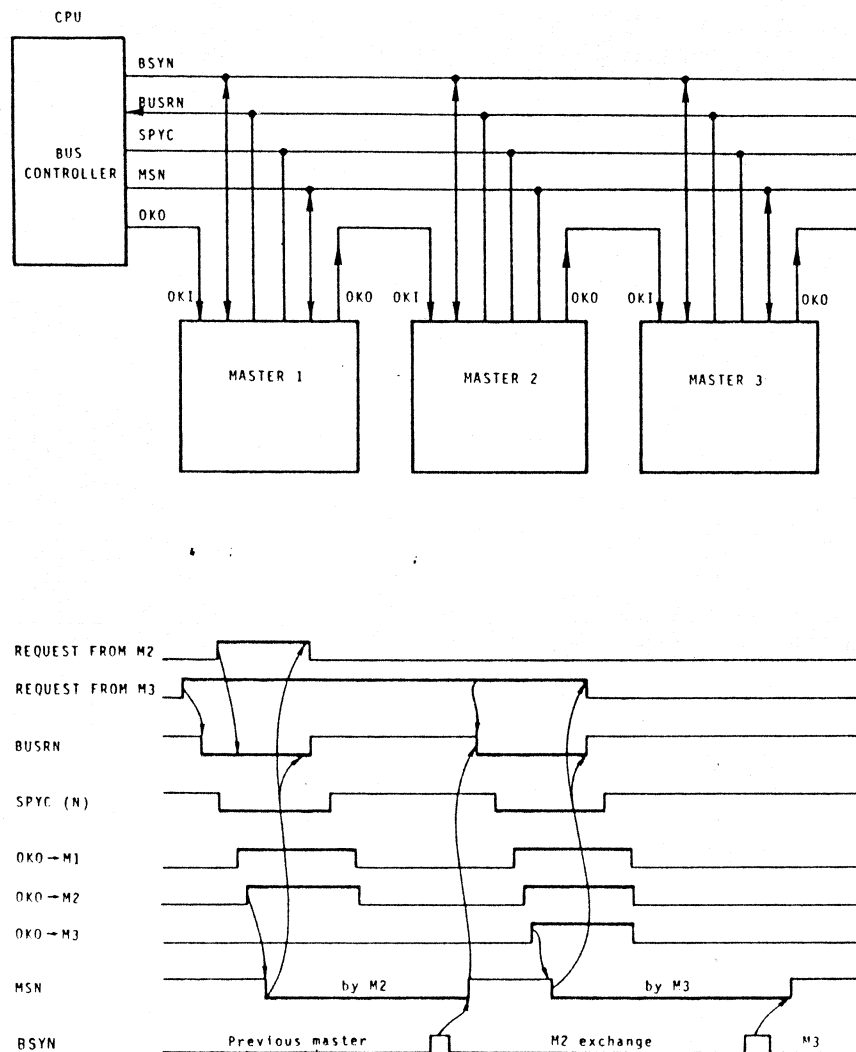 CPU
BSYN
BUSRN
SPYC
BUS
CONTROLLER
MSN
OKO
OKI
OKO
OKI
OKO
OKI
OKO
MASTER 1
MASTER 2
MASTER 3
REQUEST FROM M2
REQUEST FROM M3
BUSRN
SPYC (N)
OKO→M1
OKO→M2
OKO→M3
MSN by M2 by M3
BSYN Previous master M2 exchange M3